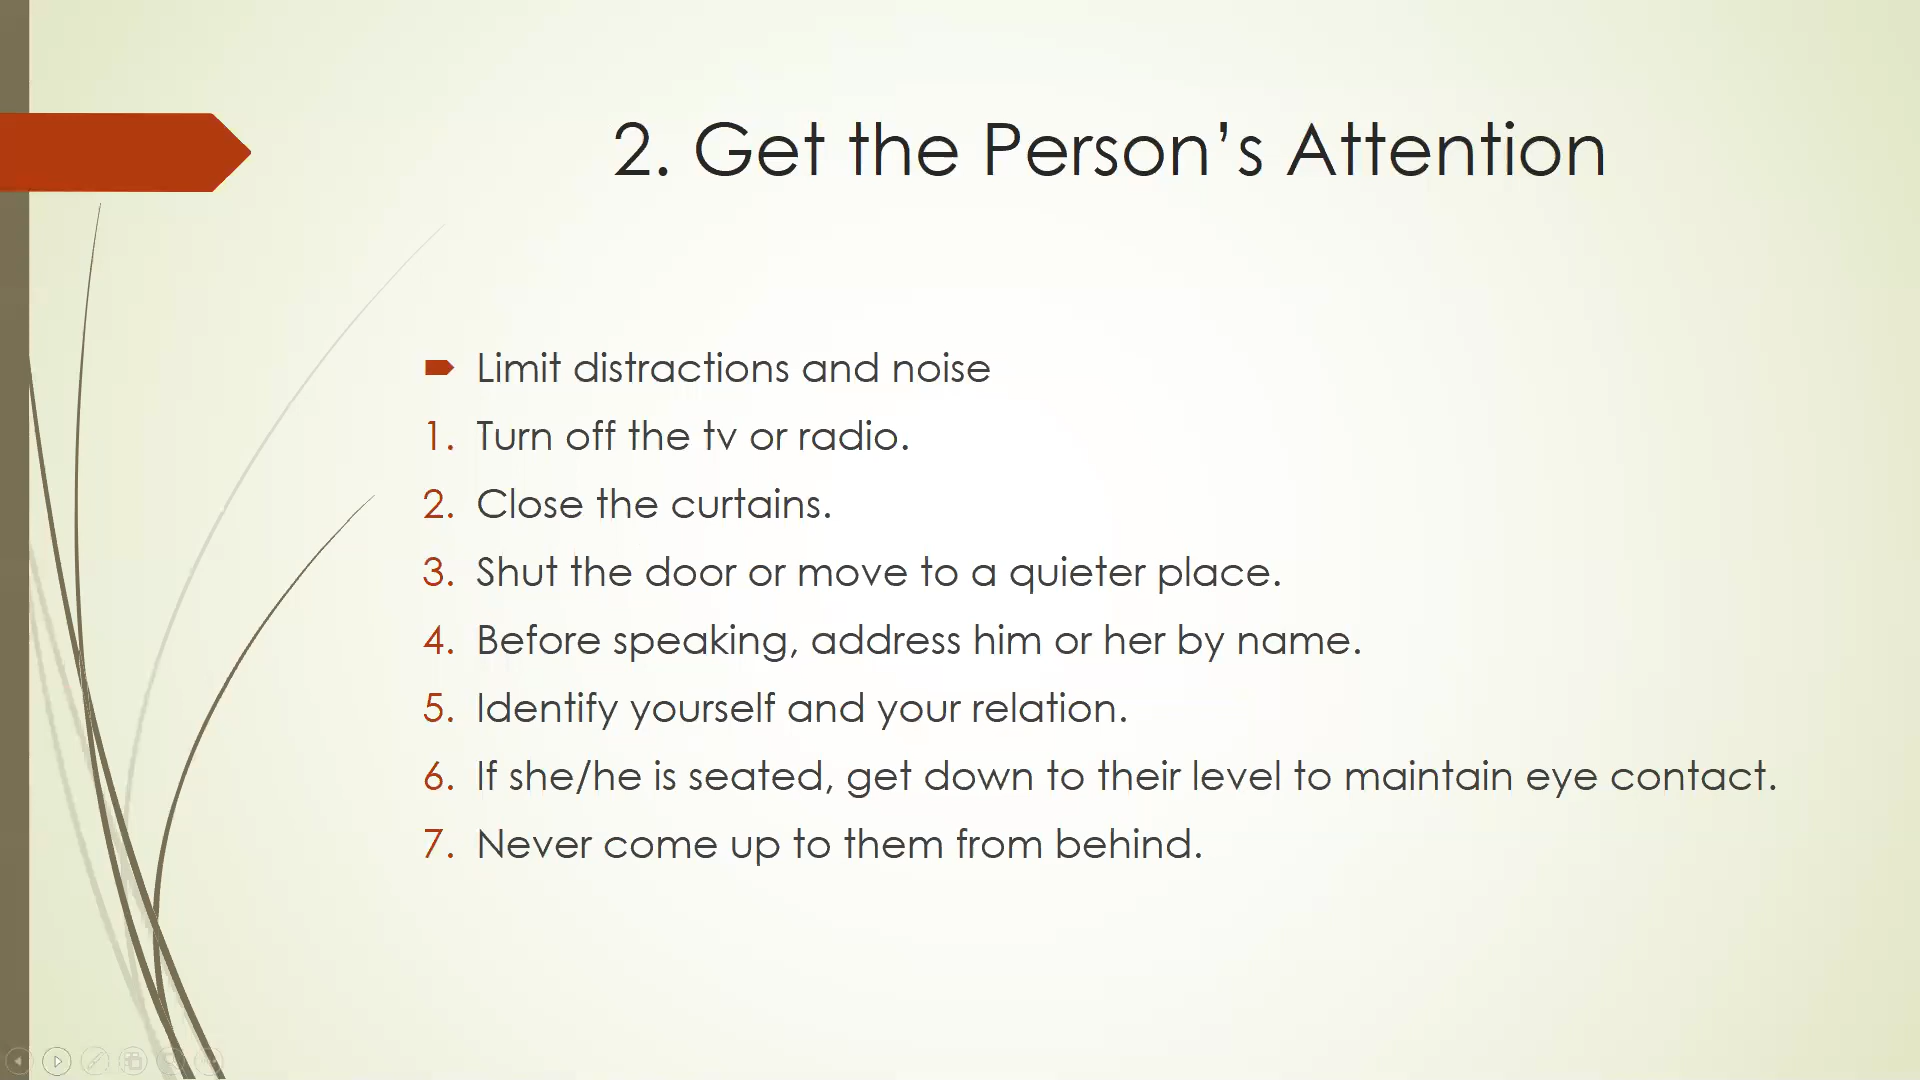 2. Get the Person’s Attention
Limit distractions and noise
1. Turn off the tv or radio.
2. Close the curtains.
3. Shut the door or move to a quieter place.
4. Before speaking, address him or her by name.
5. Identify yourself and your relation.
6. If she/he is seated, get down to their level to maintain eye contact.
7. Never come up to them from behind.